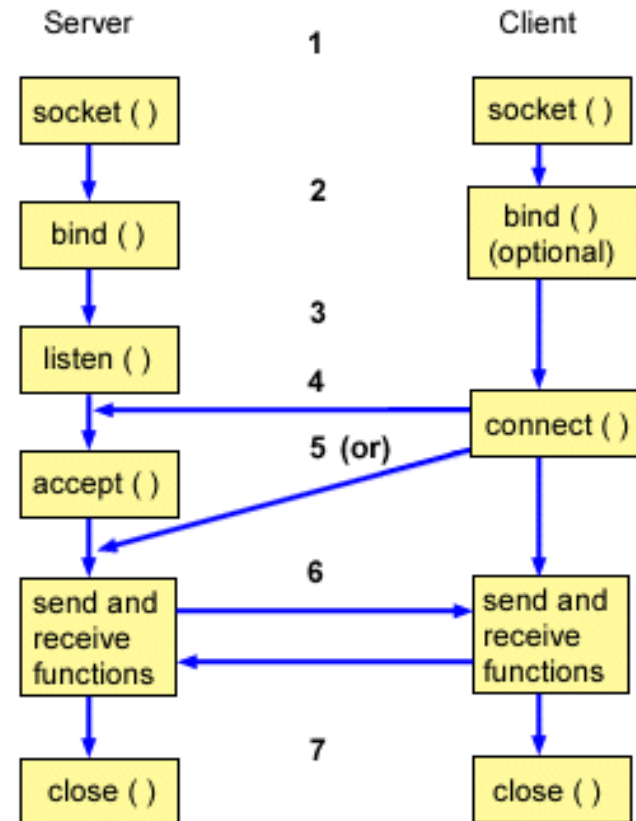 Server
1
Client
socket ( )
socket ( )
2
bind ( )
bind ( )
(optional)
3
listen ( )
4
connect ( )
5 (or)
accept ( )
6
send and
receive
functions
send and
receive
functions
7
close ( )
close ( )